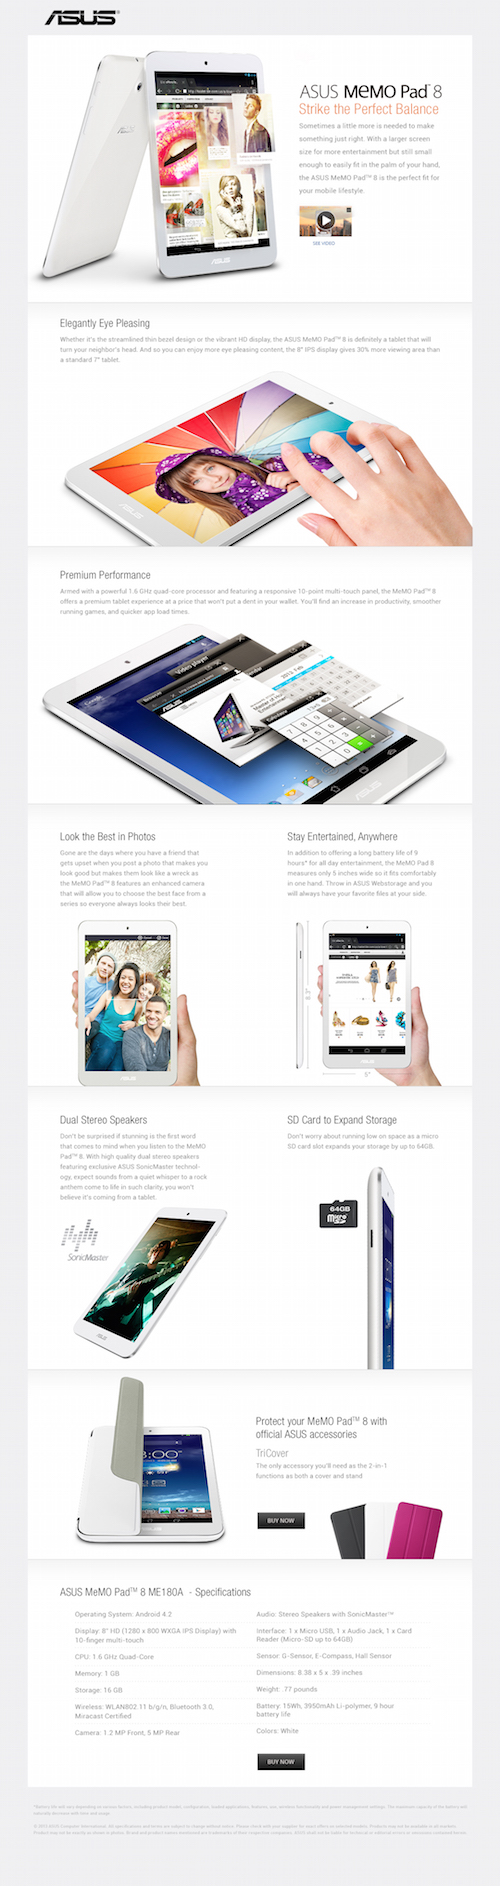 ASUS
ASUS MeMO Pad™ 8
Strike the Perfect Balance
Sometimes a little more is needed to make
something just right. With a larger screen
size for more entertainment but still small
enough to easily fit in the palm of your hand,
the ASUS MeMO Pad™ 8 is the perfect fit for
your mobile lifestyle.
SEE VIDEO
Elegantly Eye Pleasing
Whether it's the streamlined thin bezel design or the vibrant HD display, the ASUS MeMO Pad™ 8 is definitely a tablet that will
turn your neighbor's head. And so you can enjoy more eye pleasing content, the 8" IPS display gives 30% more viewing area than
a standard 7" tablet.
ASUS
Premium Performance
Armed with a powerful 1.6 GHz quad-core processor and featuring a responsive 10-point multi-touch panel, the MeMO Pad™ 8
offers a premium tablet experience at a price that won't put a dent in your wallet. You'll find an increase in productivity, smoother
running games, and quicker app load times.
Video player
ASUS
Look the Best in Photos
Gone are the days where you have a friend that
gets upset when you post a photo that makes you
look good but makes them look like a wreck as
the MeMO Pad™ 8 features an enhanced camera
that will allow you to choose the best face from a
series so everyone always looks their best.
Stay Entertained, Anywhere
In addition to offering a long battery life of 9
hours* for all day entertainment, the MeMO Pad 8
measures only 5 inches wide so it fits comfortably
in one hand. Throw in ASUS Webstorage and you
will always have your favorite files at your side.
8.3"
5"
Dual Stereo Speakers
Don't be surprised if stunning is the first word
that comes to mind when you listen to the MeMO
Pad™ 8. With high quality dual stereo speakers
featuring exclusive ASUS SonicMaster technol-
ogy, expect sounds from a quiet whisper to a rock
anthem come to life in such clarity, you won't
believe it's coming from a tablet.
SonicMaster
ASUS
SD Card to Expand Storage
Don't worry about running low on space as a micro
SD card slot expands your storage by up to 64GB.
64GB
micro
Protect your MeMO Pad™ 8 with
official ASUS accessories
TriCover
The only accessory you'll need as the 2-in-1
functions as both a cover and stand
BUY NOW
ASUS MeMO Pad™ 8 ME180A - Specifications
Operating System: Android 4.2
Display: 8" HD (1280 x 800 WXGA IPS Display) with
10-finger multi-touch
CPU: 1.6 GHz Quad-Core
Memory: 1 GB
Storage: 16 GB
Wireless: WLAN802.11 b/g/n, Bluetooth 3.0,
Miracast Certified
Camera: 1.2 MP Front, 5 MP Rear
Audio: Stereo Speakers with SonicMaster™
Interface: 1 x Micro USB, 1 x Audio Jack, 1 x Card
Reader (Micro-SD up to 64GB)
Sensor: G-Sensor, E-Compass, Hall Sensor
Dimensions: 8.38 x 5 x .39 inches
Weight: .77 pounds
Battery: 15Wh, 3950mAh Li-polymer, 9 hour
battery life
Colors: White
BUY NOW